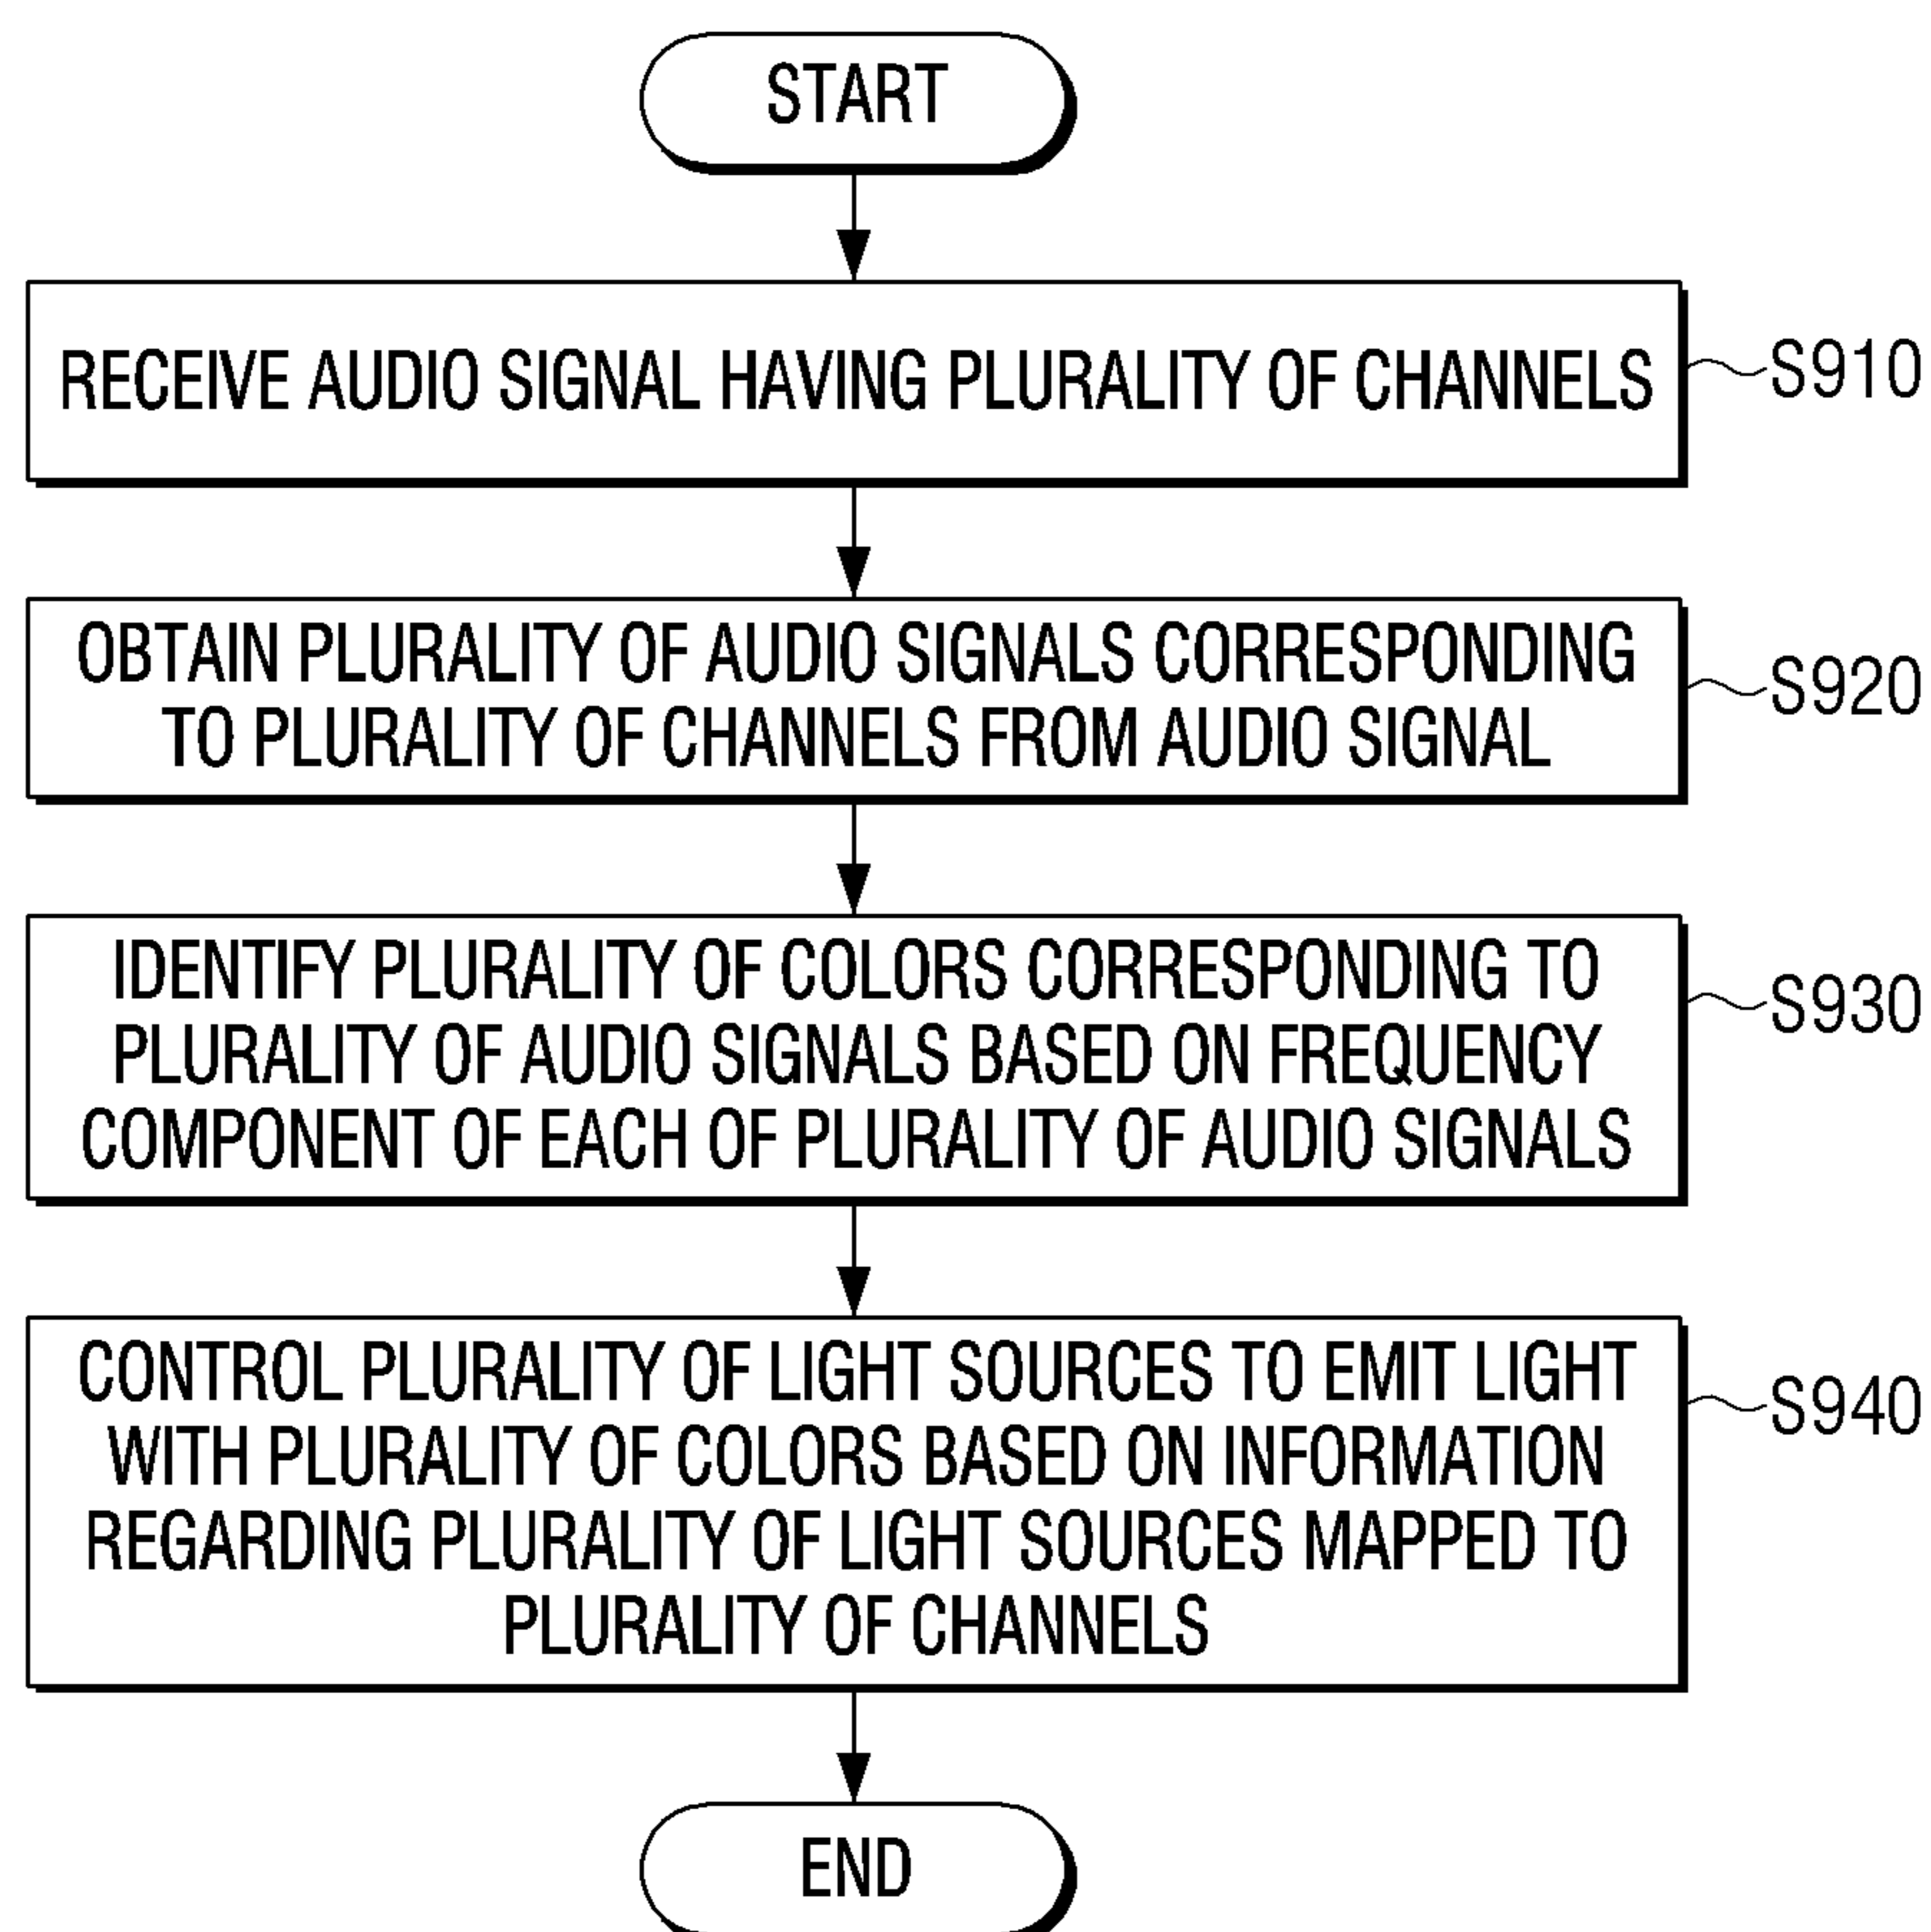 START
RECEIVE AUDIO SIGNAL HAVING PLURALITY OF CHANNELS
S910
OBTAIN PLURALITY OF AUDIO SIGNALS CORRESPONDING
TO PLURALITY OF CHANNELS FROM AUDIO SIGNAL
S920
IDENTIFY PLURALITY OF COLORS CORRESPONDING TO
PLURALITY OF AUDIO SIGNALS BASED ON FREQUENCY
COMPONENT OF EACH OF PLURALITY OF AUDIO SIGNALS
S930
CONTROL PLURALITY OF LIGHT SOURCES TO EMIT LIGHT
WITH PLURALITY OF COLORS BASED ON INFORMATION
REGARDING PLURALITY OF LIGHT SOURCES MAPPED TO
PLURALITY OF CHANNELS
S940
END